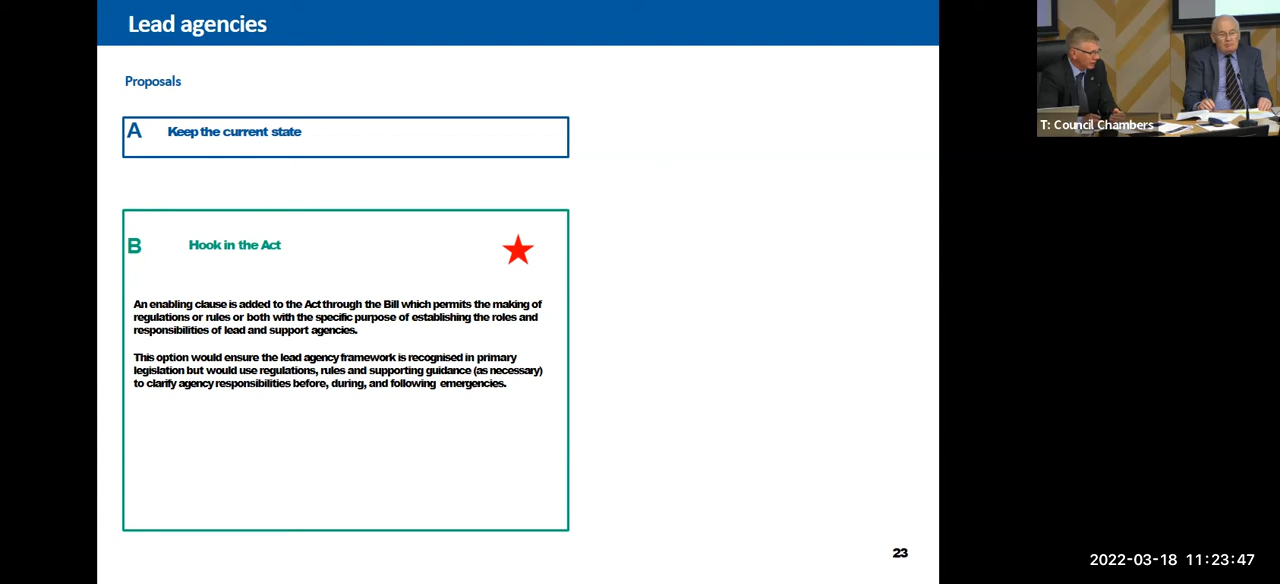 Lead agencies
Proposals
A Keep the current state
B Hook in the Act
An enabling clause is added to the Act through the Bill which permits the making of
regulations or rules or both with the specific purpose of establishing the roles and
responsibilities of lead and support agencies.
This option would ensure the lead agency framework is recognised in primary
legislation but would use regulations, rules and supporting guidance (as necessary)
to clarify agency responsibilities before, during, and following emergencies.
23
T: Council Chambers
2022-03-18 11:23:47